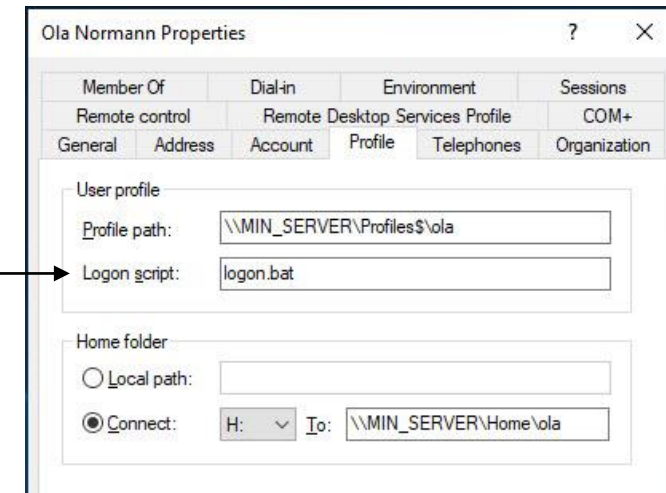 Ola Normann Properties ? ×
Member Of Dial-in Environment Sessions
Remote control Remote Desktop Services Profile COM+
General Address Account Profile Telephones Organization
User profile
Profile path: \\MIN_SERVER\Profiles$\ola
Logon script: logon.bat
Home folder
Local path:
Connect: H: To: \\MIN_SERVER\Home\ola